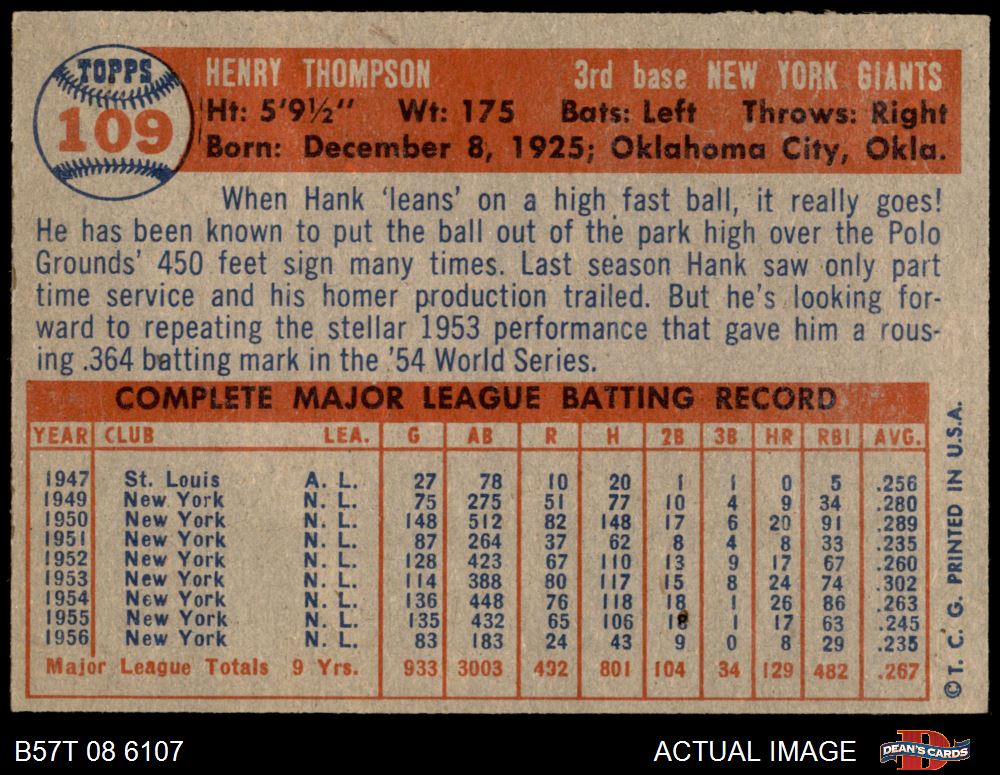 TOPPS
109
HENRY THOMPSON 3rd base NEW YORK GIANTS
Ht: 5'9½" Wt: 175 Bats: Left Throws: Right
Born: December 8, 1925; Oklahoma City, Okla.
When Hank 'leans' on a high fast ball, it really goes!
He has been known to put the ball out of the park high over the Polo
Grounds' 450 feet sign many times. Last season Hank saw only part
time service and his homer production trailed. But he's looking for-
ward to repeating the stellar 1953 performance that gave him a rous-
ing .364 batting mark in the '54 World Series.
COMPLETE MAJOR LEAGUE BATTING RECORD
YEAR CLUB LEA. G AB R H 2B 3B HR RBI AVG.
1947 St. Louis A. L. 27 78 10 20 1 1 0 5 .256
1949 New York N. L. 75 275 51 77 10 4 9 34 .280
1950 New York N. L. 148 512 82 148 17 6 20 91 .289
1951 New York N. L. 87 264 37 62 8 4 8 33 .235
1952 New York N. L. 128 423 67 110 13 9 17 67 .260
1953 New York N. L. 114 388 80 117 15 8 24 74 .302
1954 New York N. L. 136 448 76 118 18 1 26 86 .263
1955 New York N. L. 135 432 65 106 18 1 17 63 .245
1956 New York N. L. 83 183 24 43 9 0 8 29 .235
Major League Totals 9 Yrs. 933 3003 432 801 104 34 129 482 .267
© T. C. G. PRINTED IN U.S.A.
B57T 08 6107 ACTUAL IMAGE
D
DEAN'S CARDS